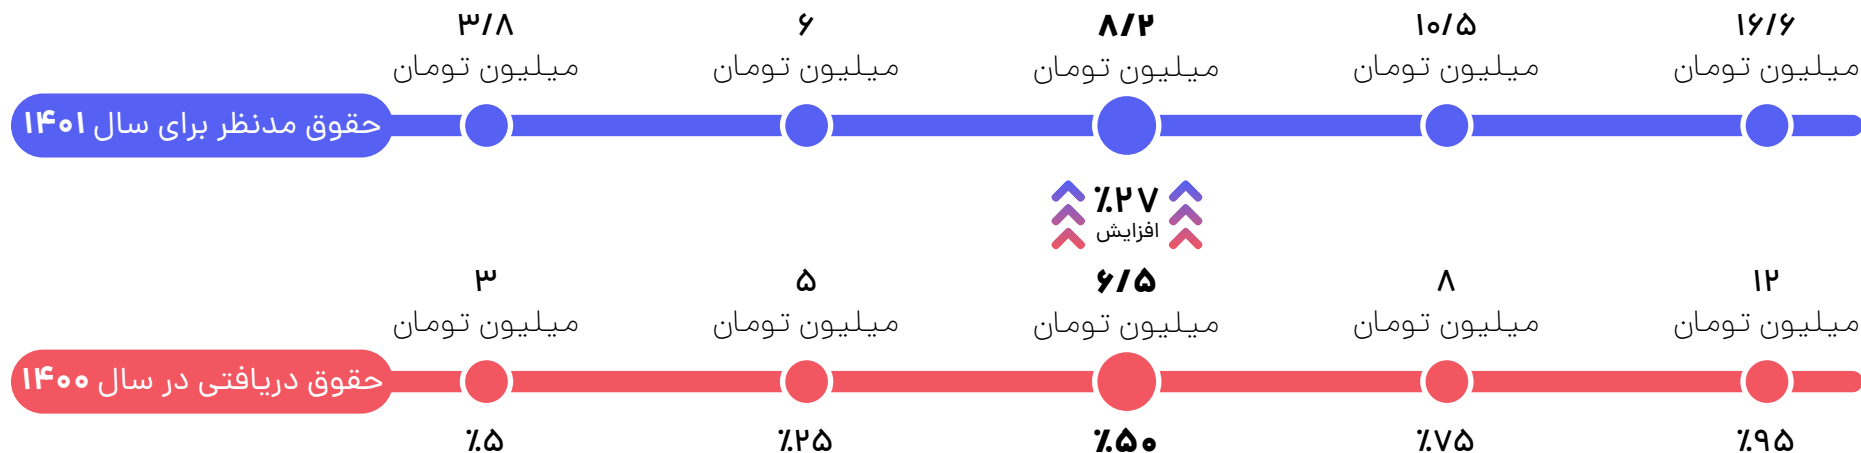 ۳/۸
میلیون تومان
۶
میلیون تومان
۸/۲
میلیون تومان
۱۰/۵
میلیون تومان
۱۶/۶
میلیون تومان
حقوق مدنظر برای سال ۱۴۰۱
٪۲۷
افزایش
۳
میلیون تومان
۵
میلیون تومان
۶/۵
میلیون تومان
۸
میلیون تومان
۱۲
میلیون تومان
حقوق دریافتی در سال ۱۴۰۰
٪۵
٪۲۵
٪۵۰
٪۷۵
٪۹۵